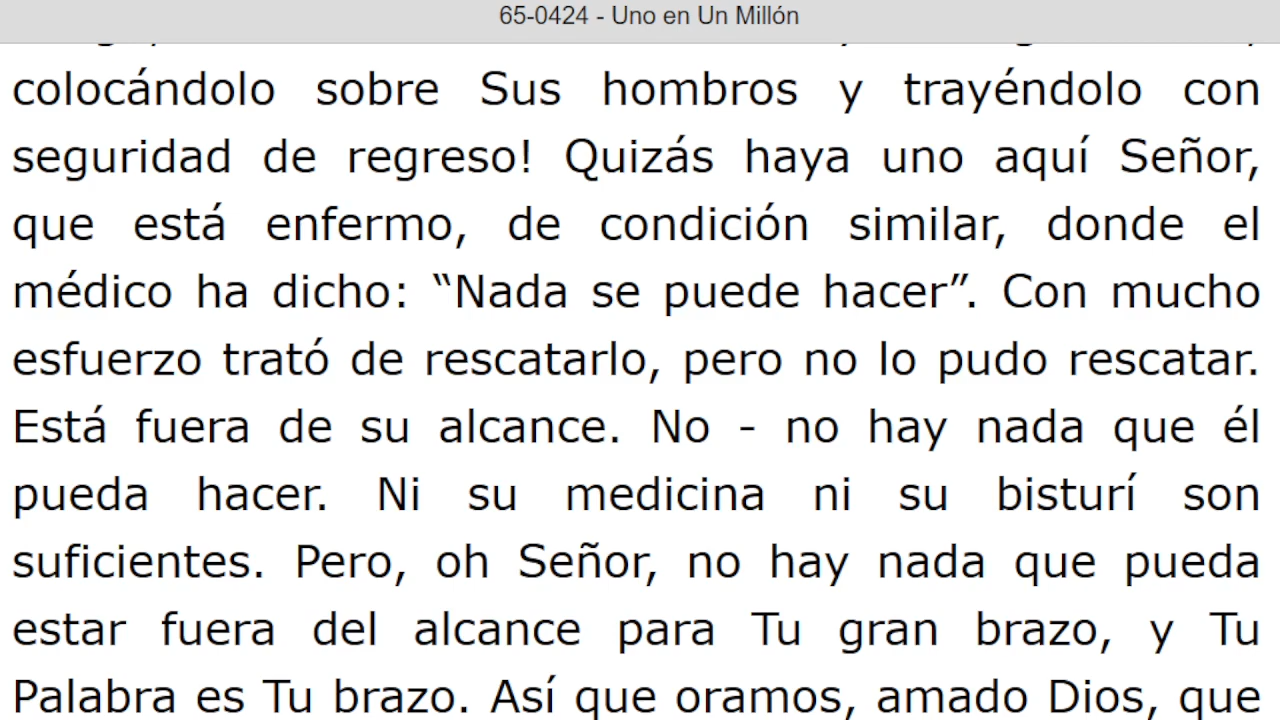 65-0424 - Uno en Un Millón
colocándolo sobre Sus hombros y trayéndolo con
seguridad de regreso! Quizás haya uno aquí Señor,
que está enfermo, de condición similar, donde el
médico ha dicho: “Nada se puede hacer”. Con mucho
esfuerzo trató de rescatarlo, pero no lo pudo rescatar.
Está fuera de su alcance. No - no hay nada que él
pueda hacer. Ni su medicina ni su bisturí son
suficientes. Pero, oh Señor, no hay nada que pueda
estar fuera del alcance para Tu gran brazo, y Tu
Palabra es Tu brazo. Así que oramos, amado Dios, que